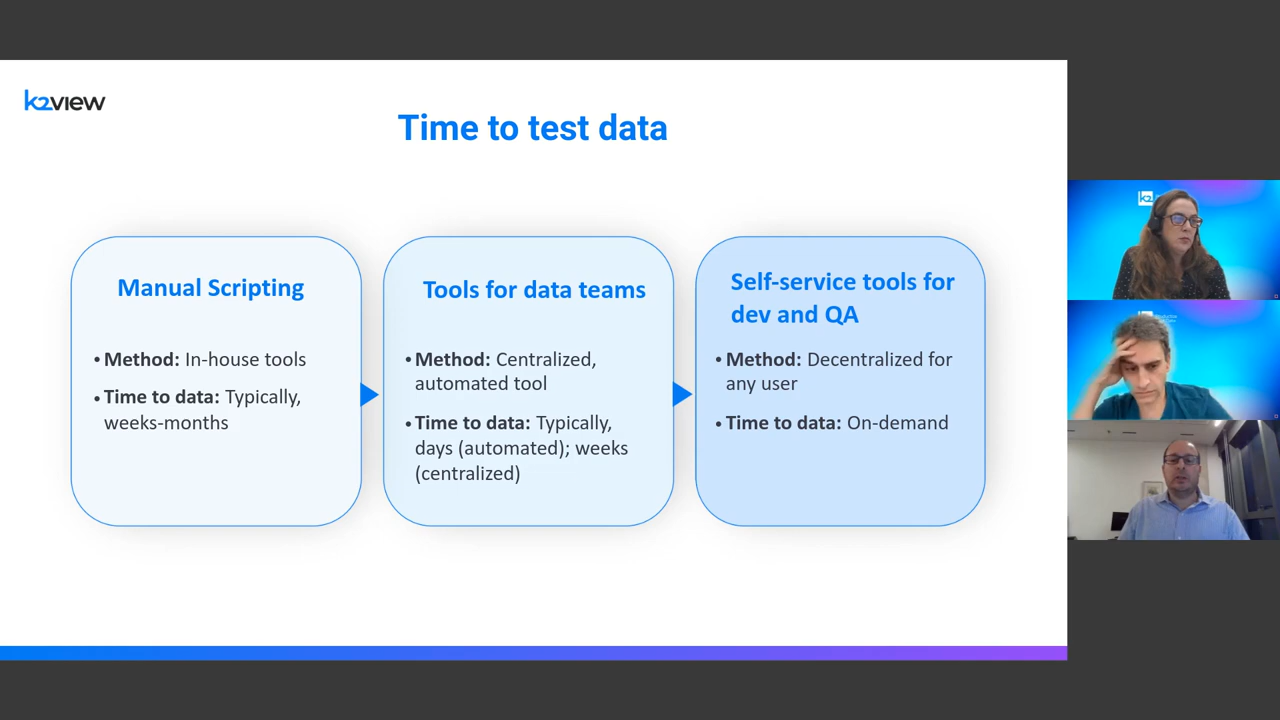 k2view
Time to test data
Manual Scripting
• Method: In-house tools
• Time to data: Typically,
weeks-months
Tools for data teams
• Method: Centralized,
automated tool
• Time to data: Typically,
days (automated); weeks
(centralized)
Self-service tools for
dev and QA
• Method: Decentralized for
any user
• Time to data: On-demand
k2